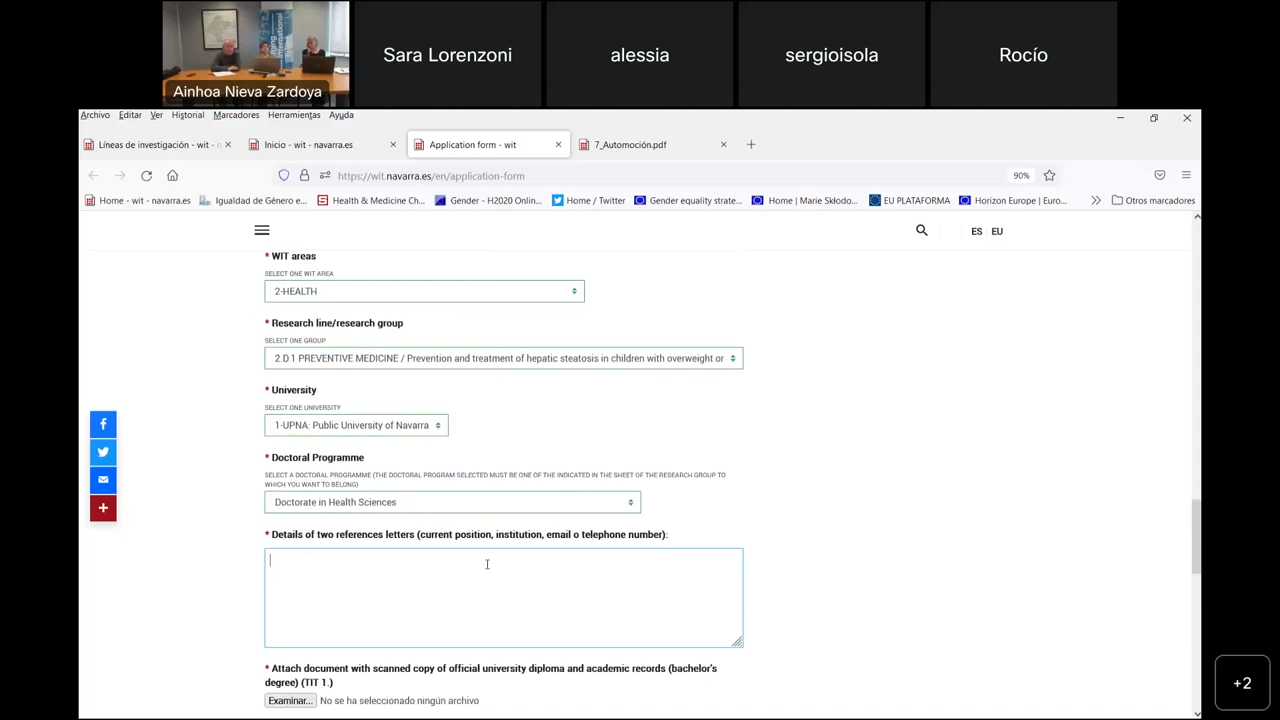 Ainhoa Nieva Zardoya
Sara Lorenzoni
alessia
sergioisola
Rocío
Archivo Editar Ver Historial Marcadores Herramientas Ayuda
Líneas de investigación - wit - n
Inicio - wit - navarra.es
Application form - wit
7_Automoción.pdf
https://wit.navarra.es/en/application-form
90%
Home - wit - navarra.es
Igualdad de Género e...
Health & Medicine Ch...
Gender - H2020 Onlin...
Home / Twitter
Gender equality strate...
Home | Marie Skłodo...
EU PLATAFORMA
Horizon Europe | Euro...
Otros marcadores
ES EU
* WIT areas
SELECT ONE WIT AREA
2-HEALTH
* Research line/research group
SELECT ONE GROUP
2.D.1 PREVENTIVE MEDICINE / Prevention and treatment of hepatic steatosis in children with overweight or
* University
SELECT ONE UNIVERSITY
1-UPNA: Public University of Navarra
* Doctoral Programme
SELECT A DOCTORAL PROGRAMME (THE DOCTORAL PROGRAM SELECTED MUST BE ONE OF THE INDICATED IN THE SHEET OF THE RESEARCH GROUP TO
WHICH YOU WANT TO BELONG)
Doctorate in Health Sciences
* Details of two references letters (current position, institution, email o telephone number):
* Attach document with scanned copy of official university diploma and academic records (bachelor's
degree) (TIT 1.)
Examinar... No se ha seleccionado ningún archivo
+2